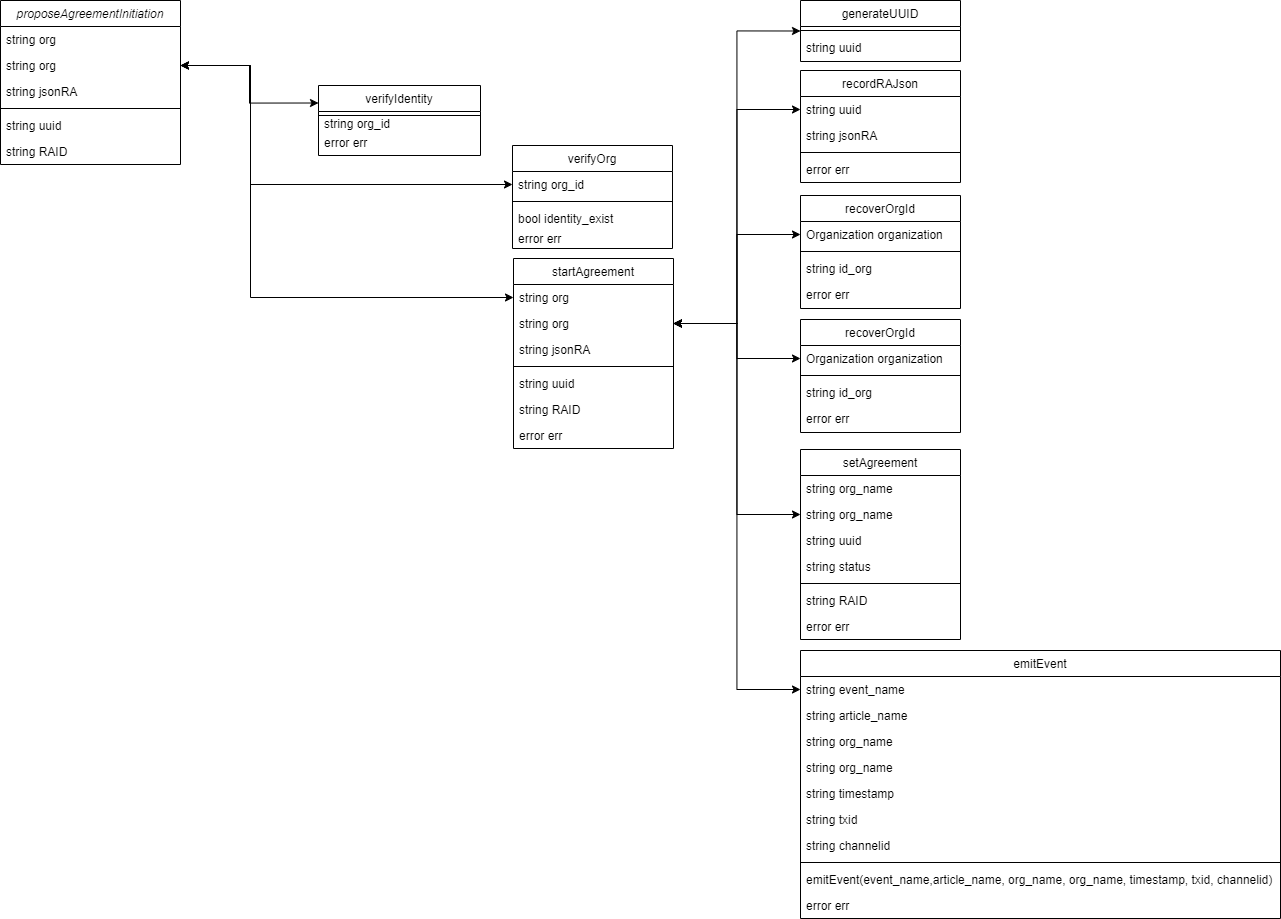 proposeAgreementInitiation
string org
string org
string jsonRA
string uuid
string RAID
verifyIdentity
string org_id
error err
verifyOrg
string org_id
bool identity_exist
error err
startAgreement
string org
string org
string jsonRA
string uuid
string RAID
error err
generateUUID
string uuid
recordRAJson
string uuid
string jsonRA
error err
recoverOrgId
Organization organization
string id_org
error err
recoverOrgId
Organization organization
string id_org
error err
setAgreement
string org_name
string org_name
string uuid
string status
string RAID
error err
emitEvent
string event_name
string article_name
string org_name
string org_name
string timestamp
string txid
string channelid
emitEvent(event_name,article_name, org_name, org_name, timestamp, txid, channelid)
error err